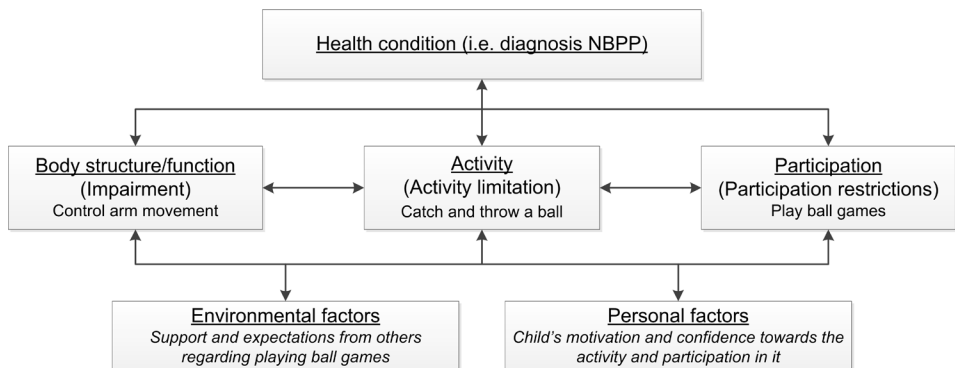 Health condition (i.e. diagnosis NBPP)
Body structure/function
(Impairment)
Control arm movement
Activity
(Activity limitation)
Catch and throw a ball
Participation
(Participation restrictions)
Play ball games
Environmental factors
Support and expectations from others
regarding playing ball games
Personal factors
Child's motivation and confidence towards the
activity and participation in it